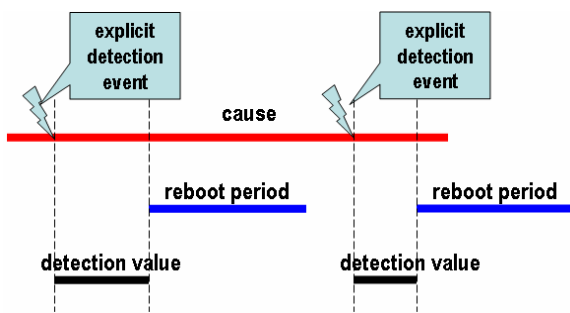 explicit
detection
event
explicit
detection
event
cause
reboot period
reboot period
detection value
detection value